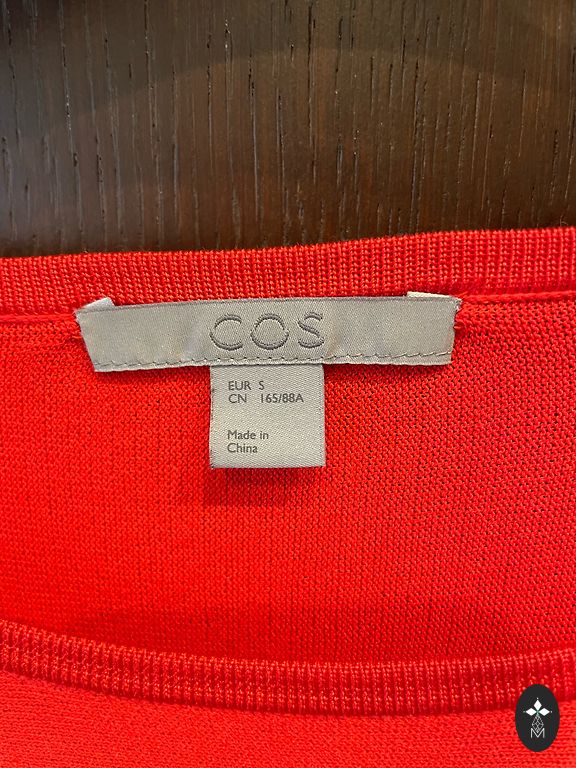 COS
EUR S
CN 165/88A
Made in
China
M